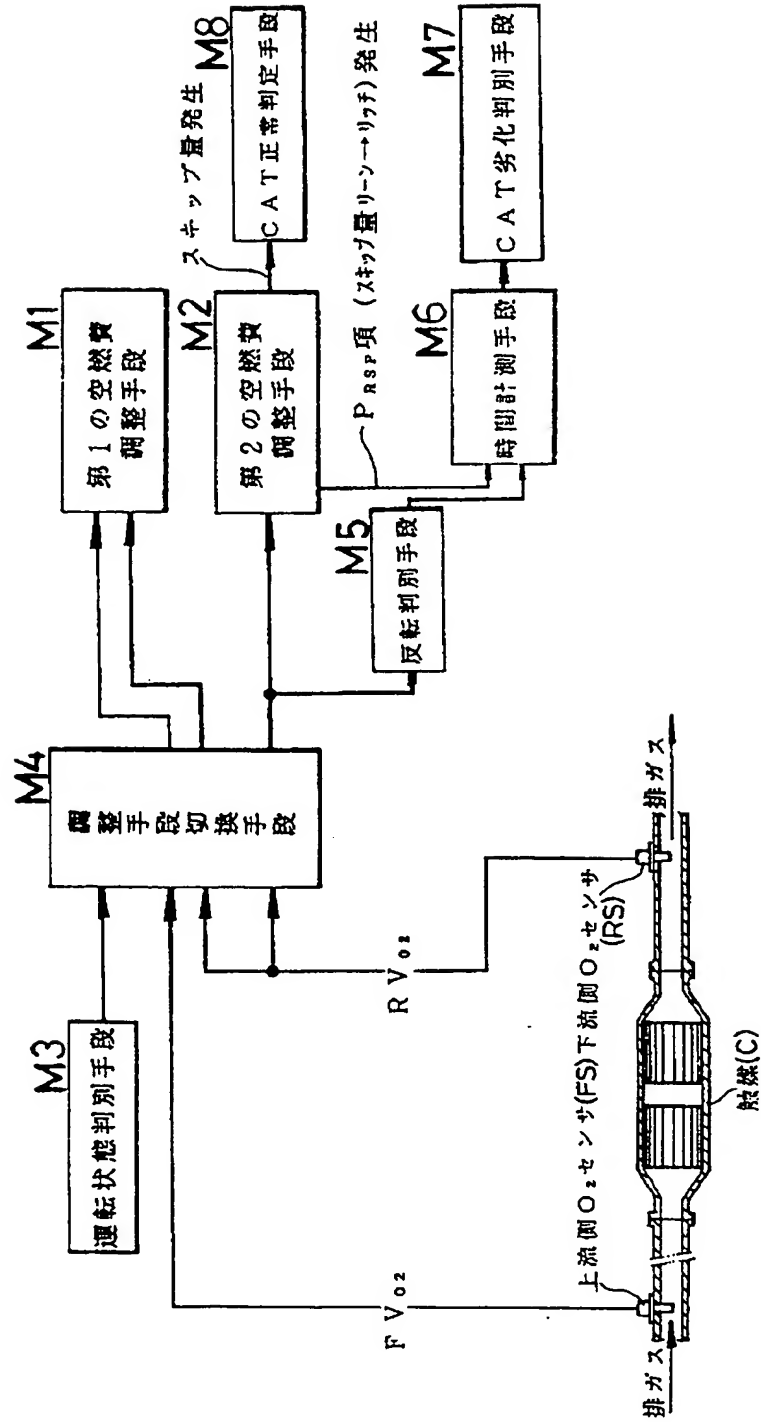 M1
第1の空燃費
調整手段
M2
第2の空燃費
調整手段
M8
CAT正常判定手段
スキップ量発生
PRSP項 (スキップ量リーン→リッチ) 発生
M7
CAT劣化判別手段
M6
時間計測手段
M5
反転判別手段
M4
調整手段切換手段
M3
運転状態判別手段
FVO2
RVO2
上流側O2センサ(FS)
下流側O2センサ
(RS)
触媒(C)
排ガス
排ガス